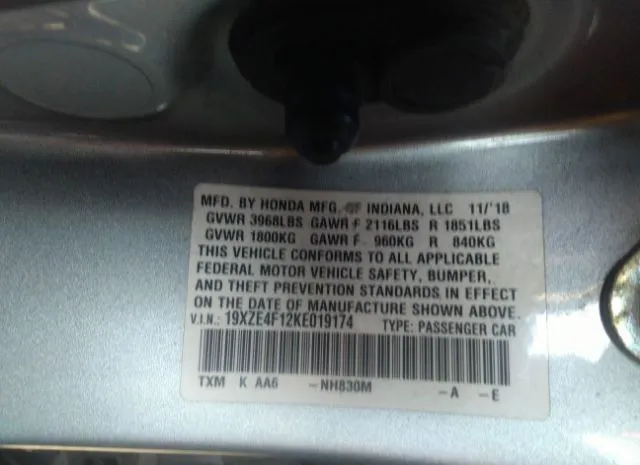 MFD. BY HONDA MFG. OF INDIANA, LLC 11/'18
GVWR 3968LBS GAWR F 2116LBS R 1851LBS
GVWR 1800KG GAWR F 960KG R 840KG
THIS VEHICLE CONFORMS TO ALL APPLICABLE
FEDERAL MOTOR VEHICLE SAFETY, BUMPER,
AND THEFT PREVENTION STANDARDS IN EFFECT
ON THE DATE OF MANUFACTURE SHOWN ABOVE.
V.I.N.: 19XZE4F12KE019174 TYPE: PASSENGER CAR
TXM K AA6 -NH830M -A -E